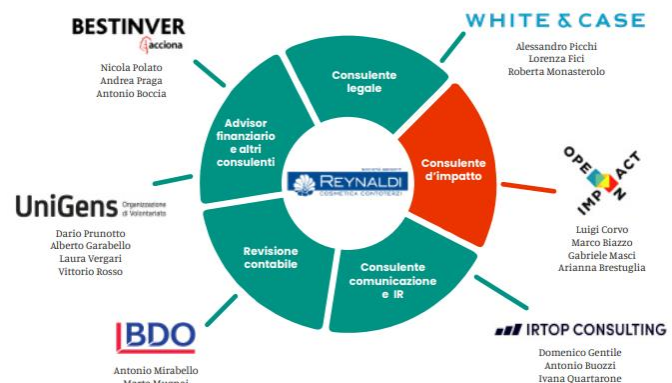 BESTINVER
acciona
Nicola Polato
Andrea Praga
Antonio Boccia
WHITE & CASE
Alessandro Picchi
Lorenza Fici
Roberta Monasterolo
Consulente
legale
Advisor
finanziario
e altri
consulenti
Consulente
d'impatto
REYNALDI
COSMETICA CONTOTERZI
OPEN IMPACT
Luigi Corvo
Marco Biazzo
Gabriele Masci
Arianna Brestuglia
UniGens Organizzazione
di Volontariato
Dario Prunotto
Alberto Garabello
Laura Vergari
Vittorio Rosso
Revisione
contabile
Consulente
comunicazione
e IR
BDO
Antonio Mirabello
IRTOP CONSULTING
Domenico Gentile
Antonio Buozzi
Ivana Quartarone